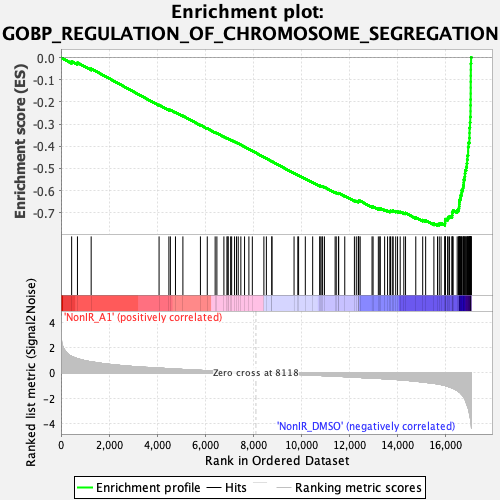 Enrichment plot:
GOBP_REGULATION_OF_CHROMOSOME_SEGREGATION
Enrichment score (ES)
0.0
-0.1
-0.2
-0.3
-0.4
-0.5
-0.6
-0.7
'NonIR_A1' (positively correlated)
Ranked list metric (Signal2Noise)
4
2
0
-2
-4
Zero cross at 8118
'NonIR_DMSO' (negatively correlated)
0 2,000 4,000 6,000 8,000 10,000 12,000 14,000 16,000
Rank in Ordered Dataset
Enrichment profile Hits Ranking metric scores